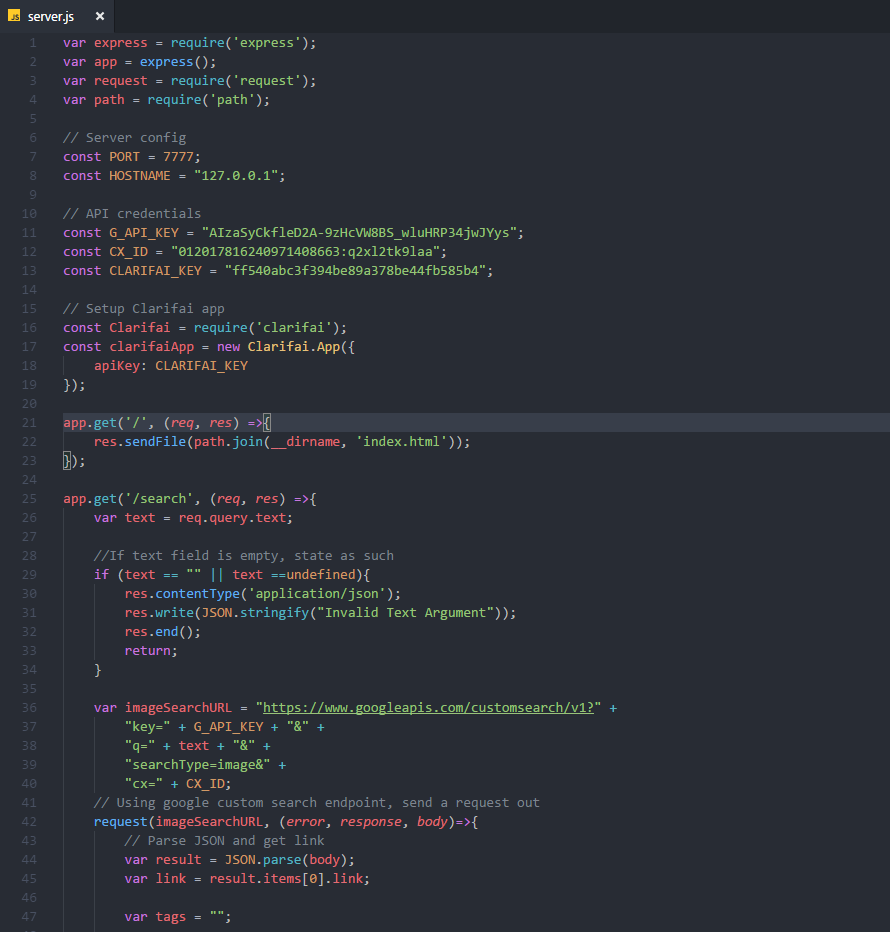 server.js ×
1 var express = require('express');
2 var app = express();
3 var request = require('request');
4 var path = require('path');
5
6 // Server config
7 const PORT = 7777;
8 const HOSTNAME = "127.0.0.1";
9
10 // API credentials
11 const G_API_KEY = "AIzaSyCkfleD2A-9zHcVW8BS_wluHRP34jwJYys";
12 const CX_ID = "012017816240971408663:q2xl2tk9laa";
13 const CLARIFAI_KEY = "ff540abc3f394be89a378be44fb585b4";
14
15 // Setup Clarifai app
16 const Clarifai = require('clarifai');
17 const clarifaiApp = new Clarifai.App({
18     apiKey: CLARIFAI_KEY
19 });
20
21 app.get('/', (req, res) =>{
22     res.sendFile(path.join(__dirname, 'index.html'));
23 });
24
25 app.get('/search', (req, res) =>{
26     var text = req.query.text;
27
28     //If text field is empty, state as such
29     if (text == "" || text ==undefined){
30         res.contentType('application/json');
31         res.write(JSON.stringify("Invalid Text Argument"));
32         res.end();
33         return;
34     }
35
36     var imageSearchURL = "https://www.googleapis.com/customsearch/v1?" +
37         "key=" + G_API_KEY + "&" +
38         "q=" + text + "&" +
39         "searchType=image&" +
40         "cx=" + CX_ID;
41     // Using google custom search endpoint, send a request out
42     request(imageSearchURL, (error, response, body)=>{
43         // Parse JSON and get link
44         var result = JSON.parse(body);
45         var link = result.items[0].link;
46
47         var tags = "";